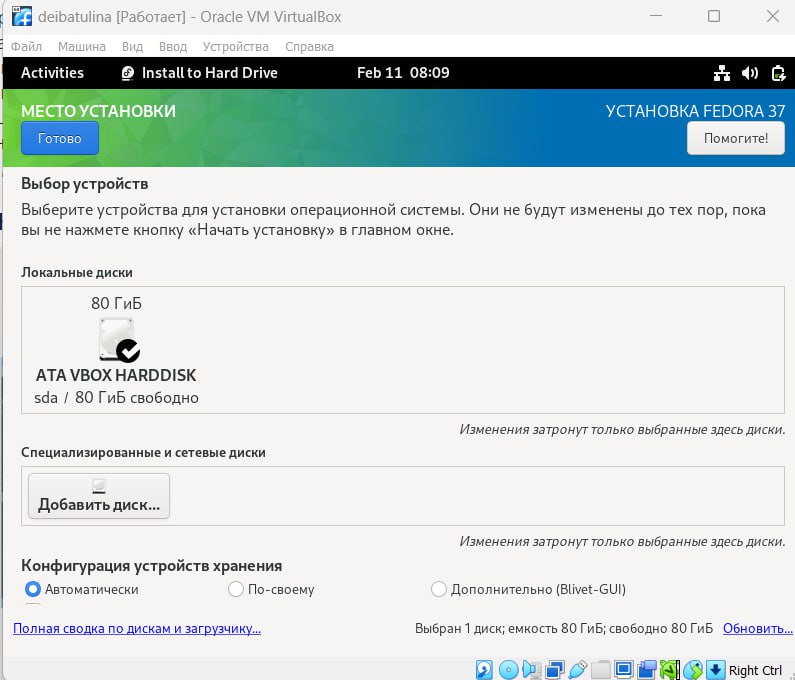 deibatulina [Работает] - Oracle VM VirtualBox
Файл Машина Вид Ввод Устройства Справка
Activities Install to Hard Drive Feb 11 08:09
МЕСТО УСТАНОВКИ УСТАНОВКА FEDORA 37
Готово Помогите!
Выбор устройств
Выберите устройства для установки операционной системы. Они не будут изменены до тех пор, пока
вы не нажмете кнопку «Начать установку» в главном окне.
Локальные диски
80 ГиБ
ATA VBOX HARDDISK
sda / 80 ГиБ свободно
Изменения затронут только выбранные здесь диски.
Специализированные и сетевые диски
Добавить диск...
Изменения затронут только выбранные здесь диски.
Конфигурация устройств хранения
Автоматически По-своему Дополнительно (Blivet-GUI)
Полная сводка по дискам и загрузчику... Выбран 1 диск; емкость 80 ГиБ; свободно 80 ГиБ Обновить...
Right Ctrl